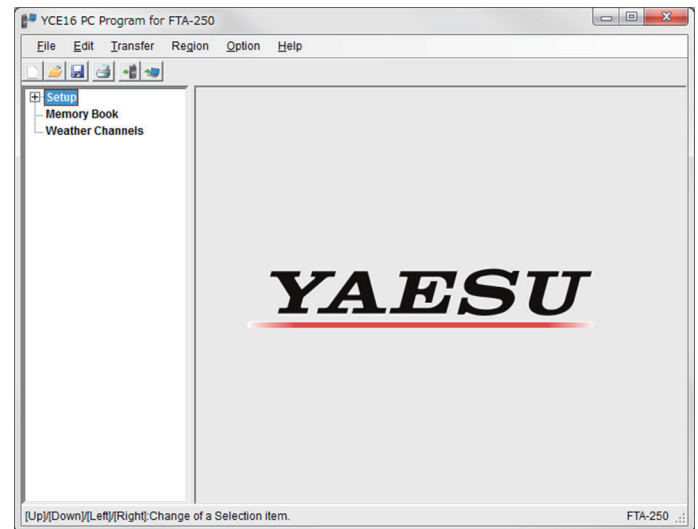 YCE16 PC Program for FTA-250
File Edit Transfer Region Option Help
Setup
Memory Book
Weather Channels
YAESU
[Up]/[Down]/[Left]/[Right]:Change of a Selection item. FTA-250